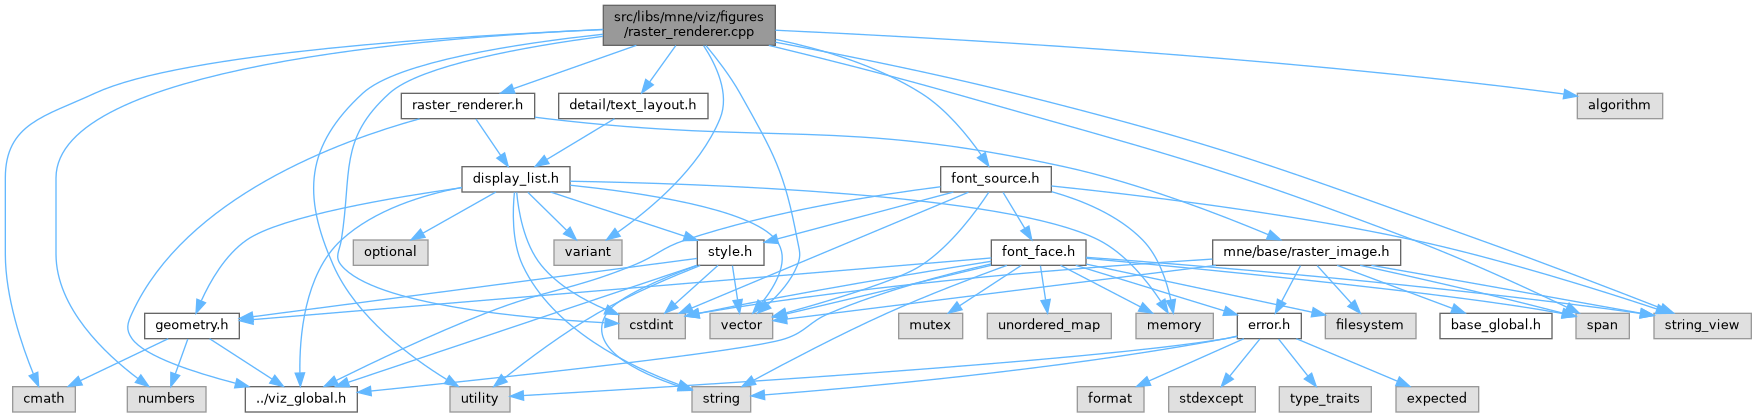 src/libs/mne/viz/figures
/raster_renderer.cpp
raster_renderer.h
detail/text_layout.h
algorithm
display_list.h
font_source.h
optional
variant
style.h
font_face.h
mne/base/raster_image.h
geometry.h
cstdint
vector
mutex
unordered_map
memory
error.h
filesystem
base_global.h
span
string_view
cmath
numbers
../viz_global.h
utility
string
format
stdexcept
type_traits
expected